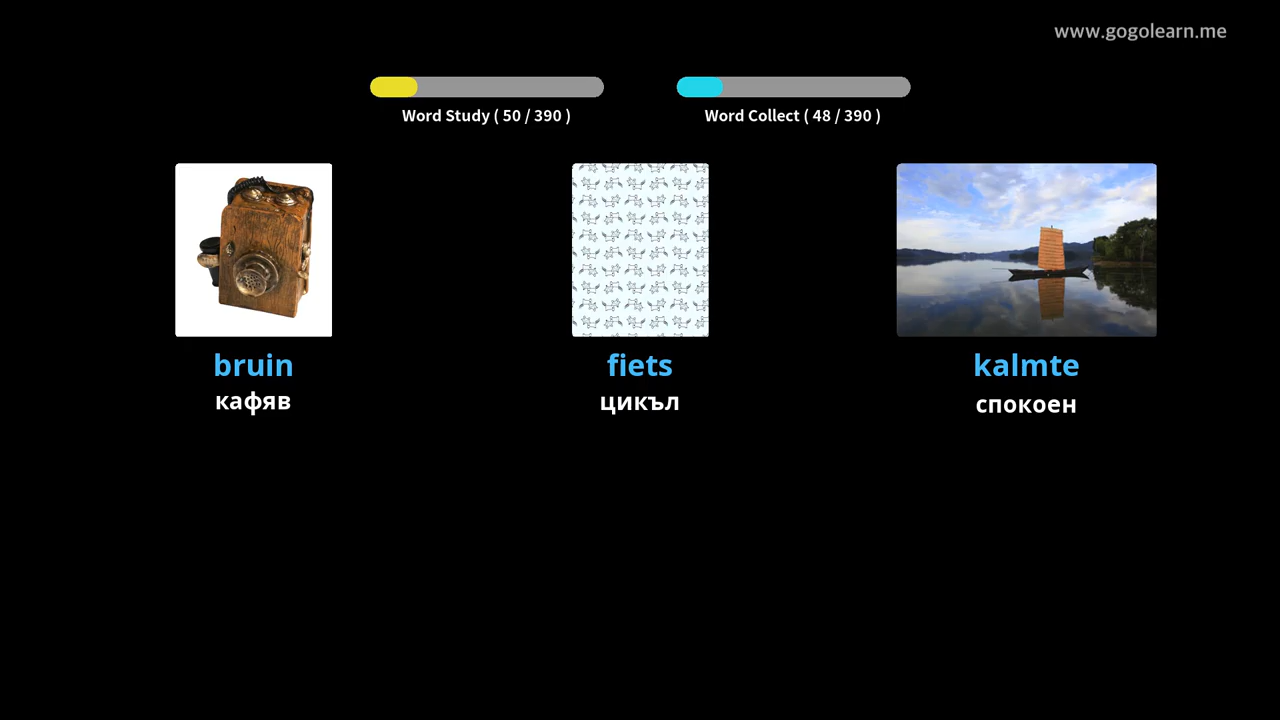 www.gogolearn.me
Word Study ( 50 / 390 )
Word Collect ( 48 / 390 )
bruin
кафяв
fiets
цикъл
kalmte
спокоен